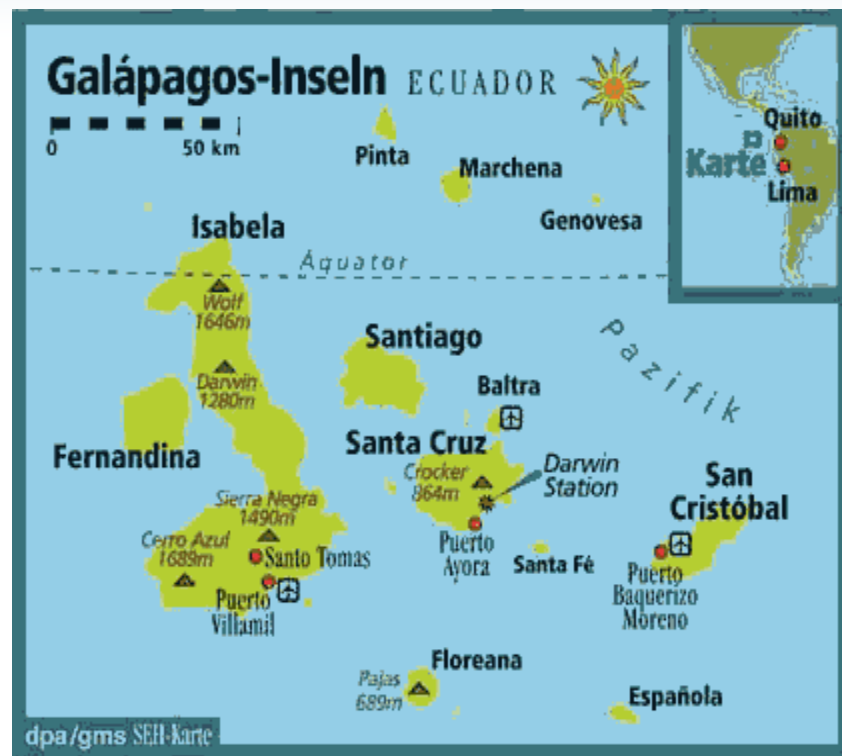 Galápagos-Inseln ECUADOR
0 50 km
Pinta
Marchena
Genovesa
Quito
Karte
Lima
Isabela
Äquator
Wolf
1646m
Darwin
1280m
Santiago
Pazifik
Baltra
Fernandina
Santa Cruz
Crocker
864m
Darwin
Station
San
Cristóbal
Sierra Negra
1490m
Cerro Azul
1689m
Santo Tomas
Puerto
Villamil
Puerto
Ayora
Santa Fé
Puerto
Baquerizo
Moreno
Floreana
Pajas
689m
Española
dpa/gms SEH-Karte